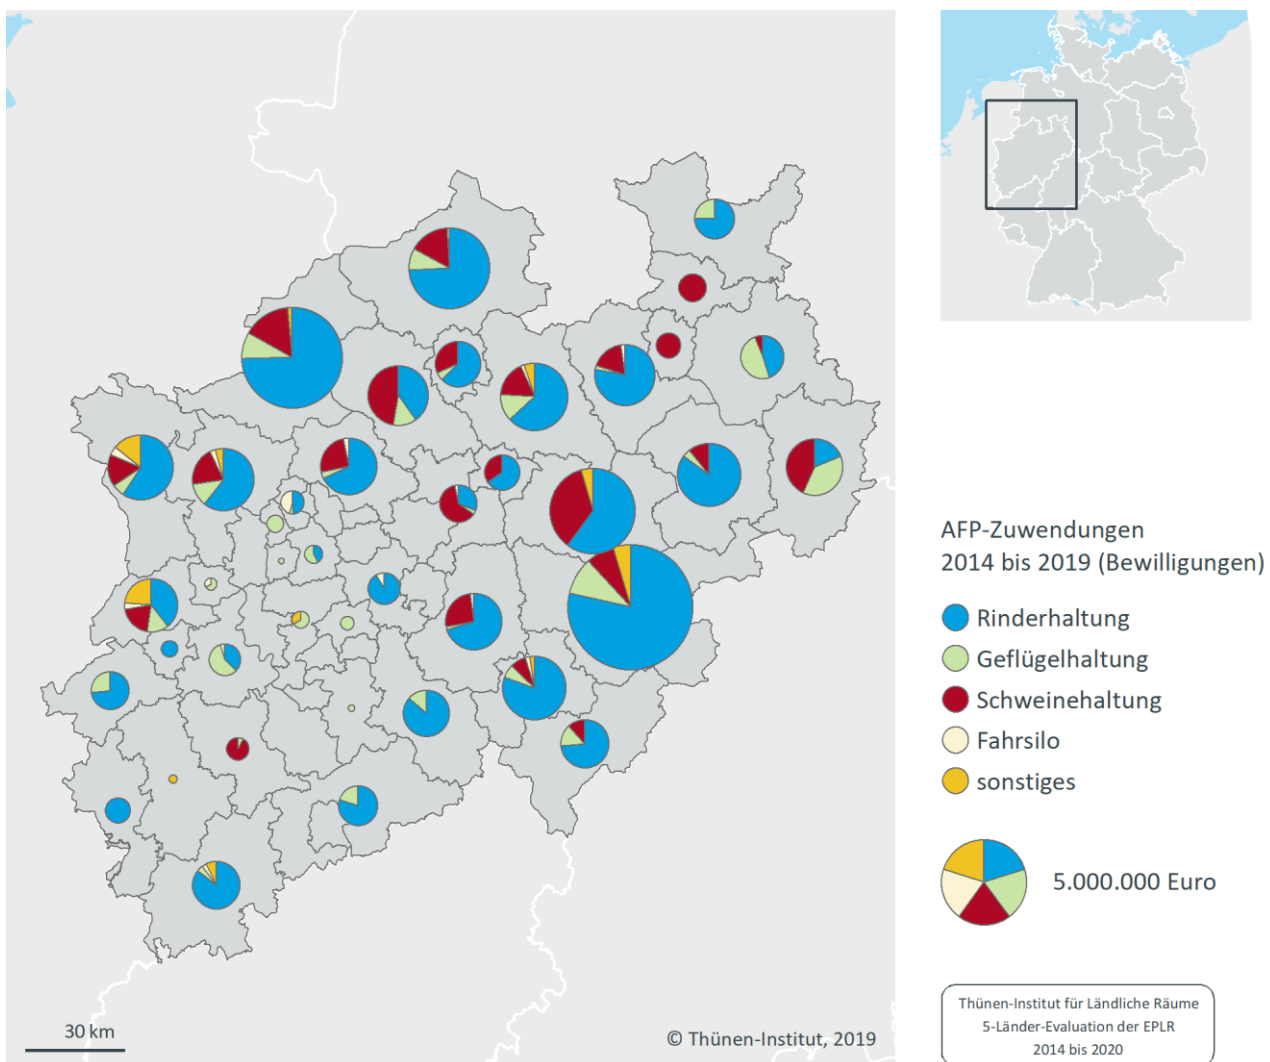 AFP-Zuwendungen
2014 bis 2019 (Bewilligungen)
Rinderhaltung
Geflügelhaltung
Schweinehaltung
Fahrsilo
sonstiges
5.000.000 Euro
Thünen-Institut für Ländliche Räume
5-Länder-Evaluation der EPLR
2014 bis 2020
30 km
© Thünen-Institut, 2019